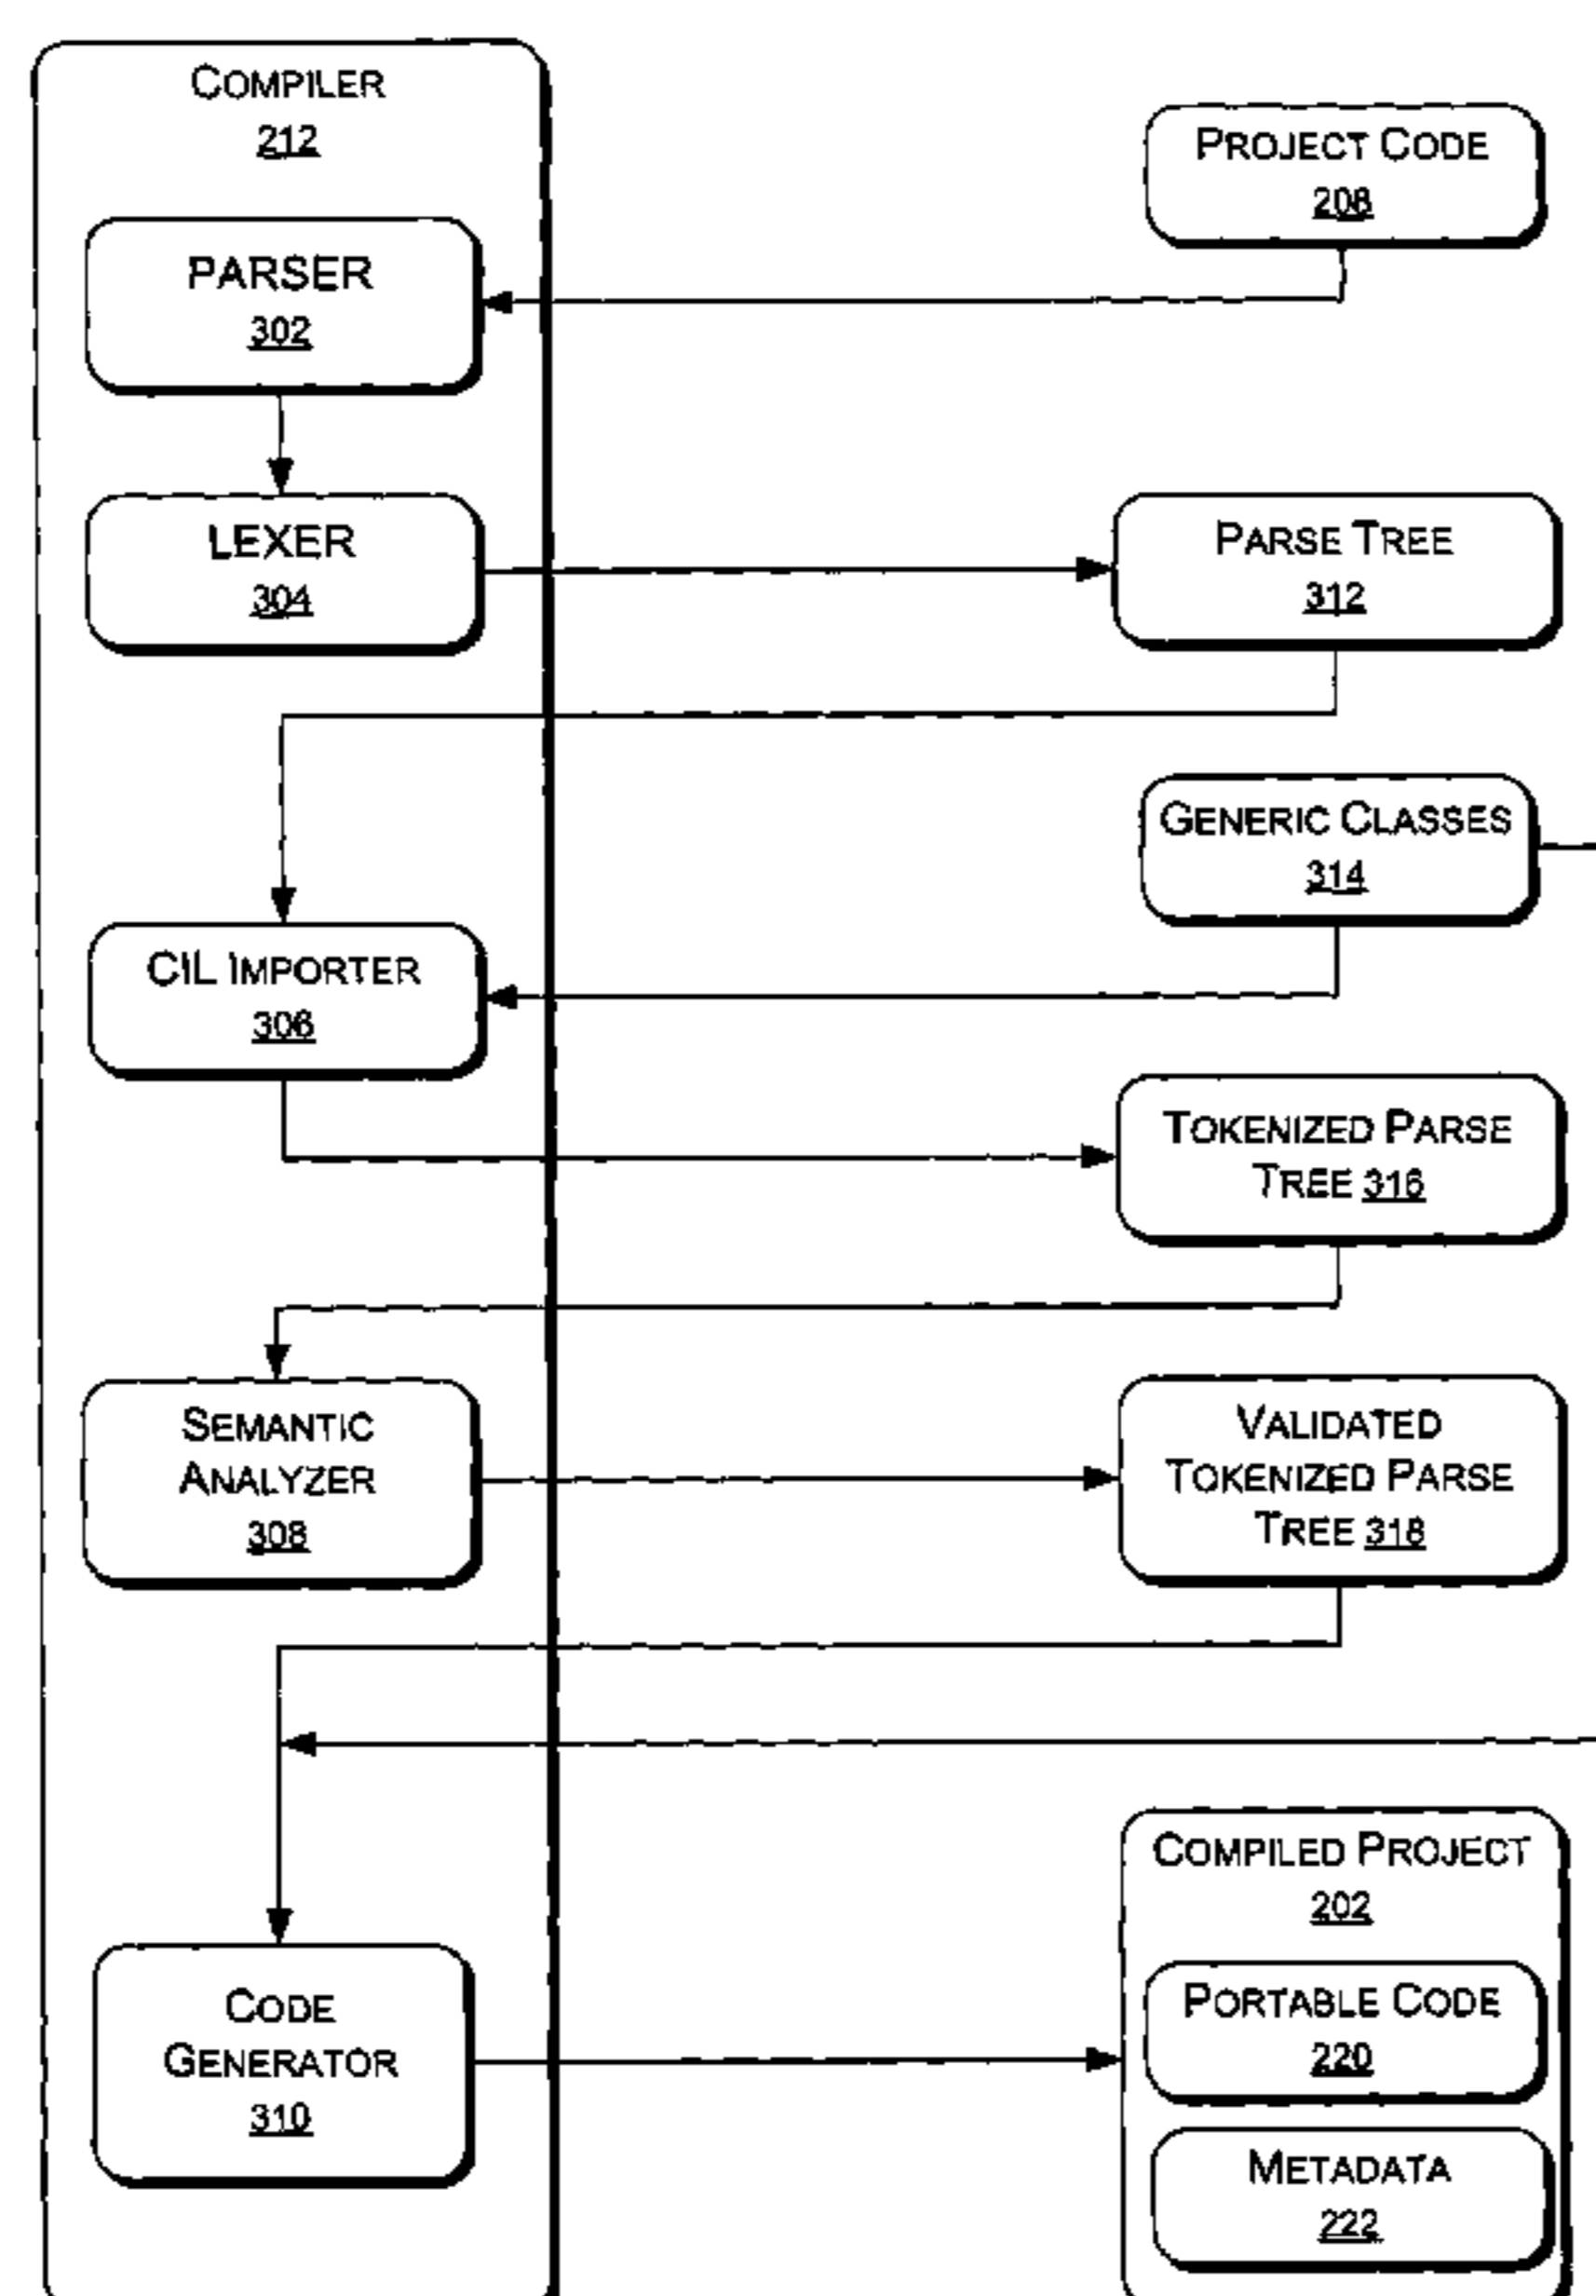 COMPILER
212
PROJECT CODE
208
PARSER
302
LEXER
304
PARSE TREE
312
GENERIC CLASSES
314
CIL IMPORTER
306
TOKENIZED PARSE
TREE 316
SEMANTIC
ANALYZER
308
VALIDATED
TOKENIZED PARSE
TREE 318
COMPILED PROJECT
202
CODE
GENERATOR
310
PORTABLE CODE
220
METADATA
222